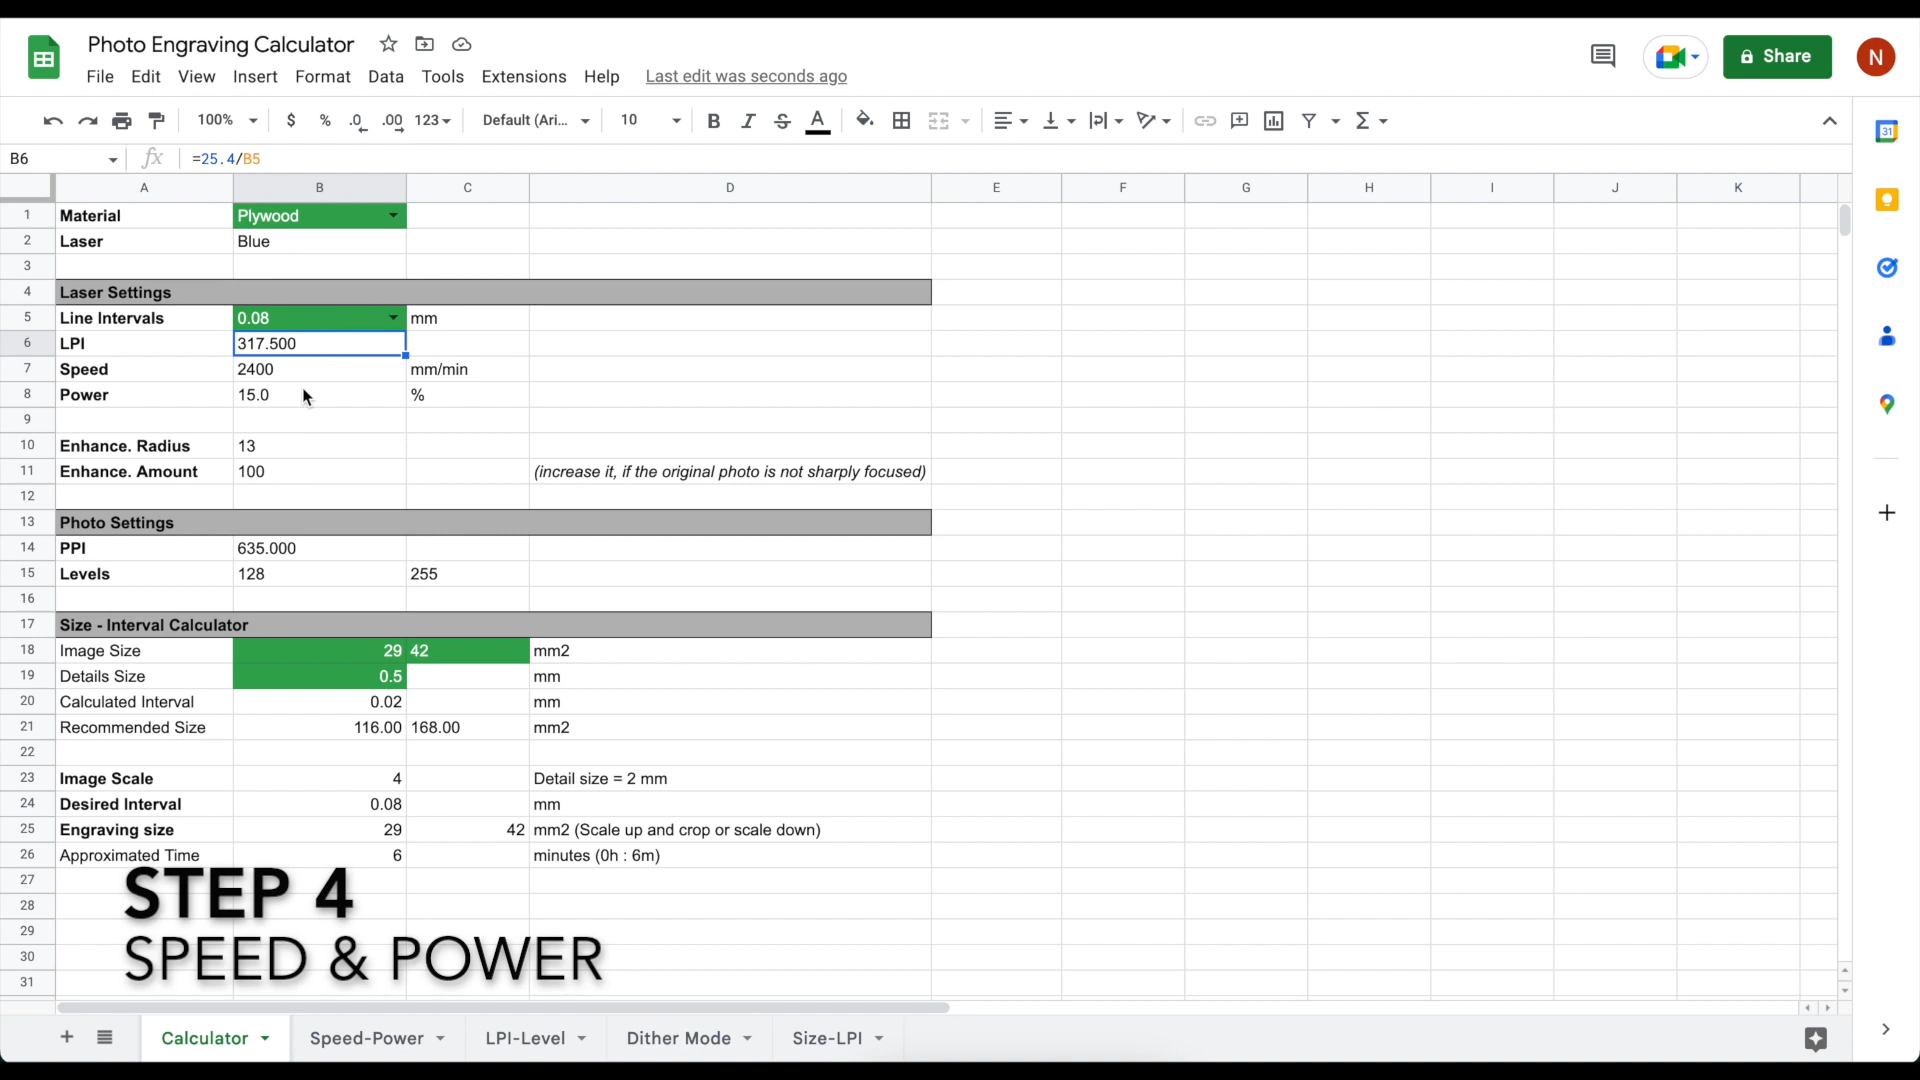 Photo Engraving Calculator
File Edit View Insert Format Data Tools Extensions Help Last edit was seconds ago
Share
N
100% $ % .0 .00 123 Default (Ari... 10 B I S A
31
B6 fx =25.4/B5
A B C D E F G H I J K
1 Material Plywood
2 Laser Blue
3
4 Laser Settings
5 Line Intervals 0.08 mm
6 LPI 317.500
7 Speed 2400 mm/min
8 Power 15.0 %
9
10 Enhance. Radius 13
11 Enhance. Amount 100 (increase it, if the original photo is not sharply focused)
12
13 Photo Settings
14 PPI 635.000
15 Levels 128 255
16
17 Size - Interval Calculator
18 Image Size 29 42 mm2
19 Details Size 0.5 mm
20 Calculated Interval 0.02 mm
21 Recommended Size 116.00 168.00 mm2
22
23 Image Scale 4 Detail size = 2 mm
24 Desired Interval 0.08 mm
25 Engraving size 29 42 mm2 (Scale up and crop or scale down)
26 Approximated Time 6 minutes (0h : 6m)
27
28
29
30
31
STEP 4
SPEED & POWER
Calculator Speed-Power LPI-Level Dither Mode Size-LPI